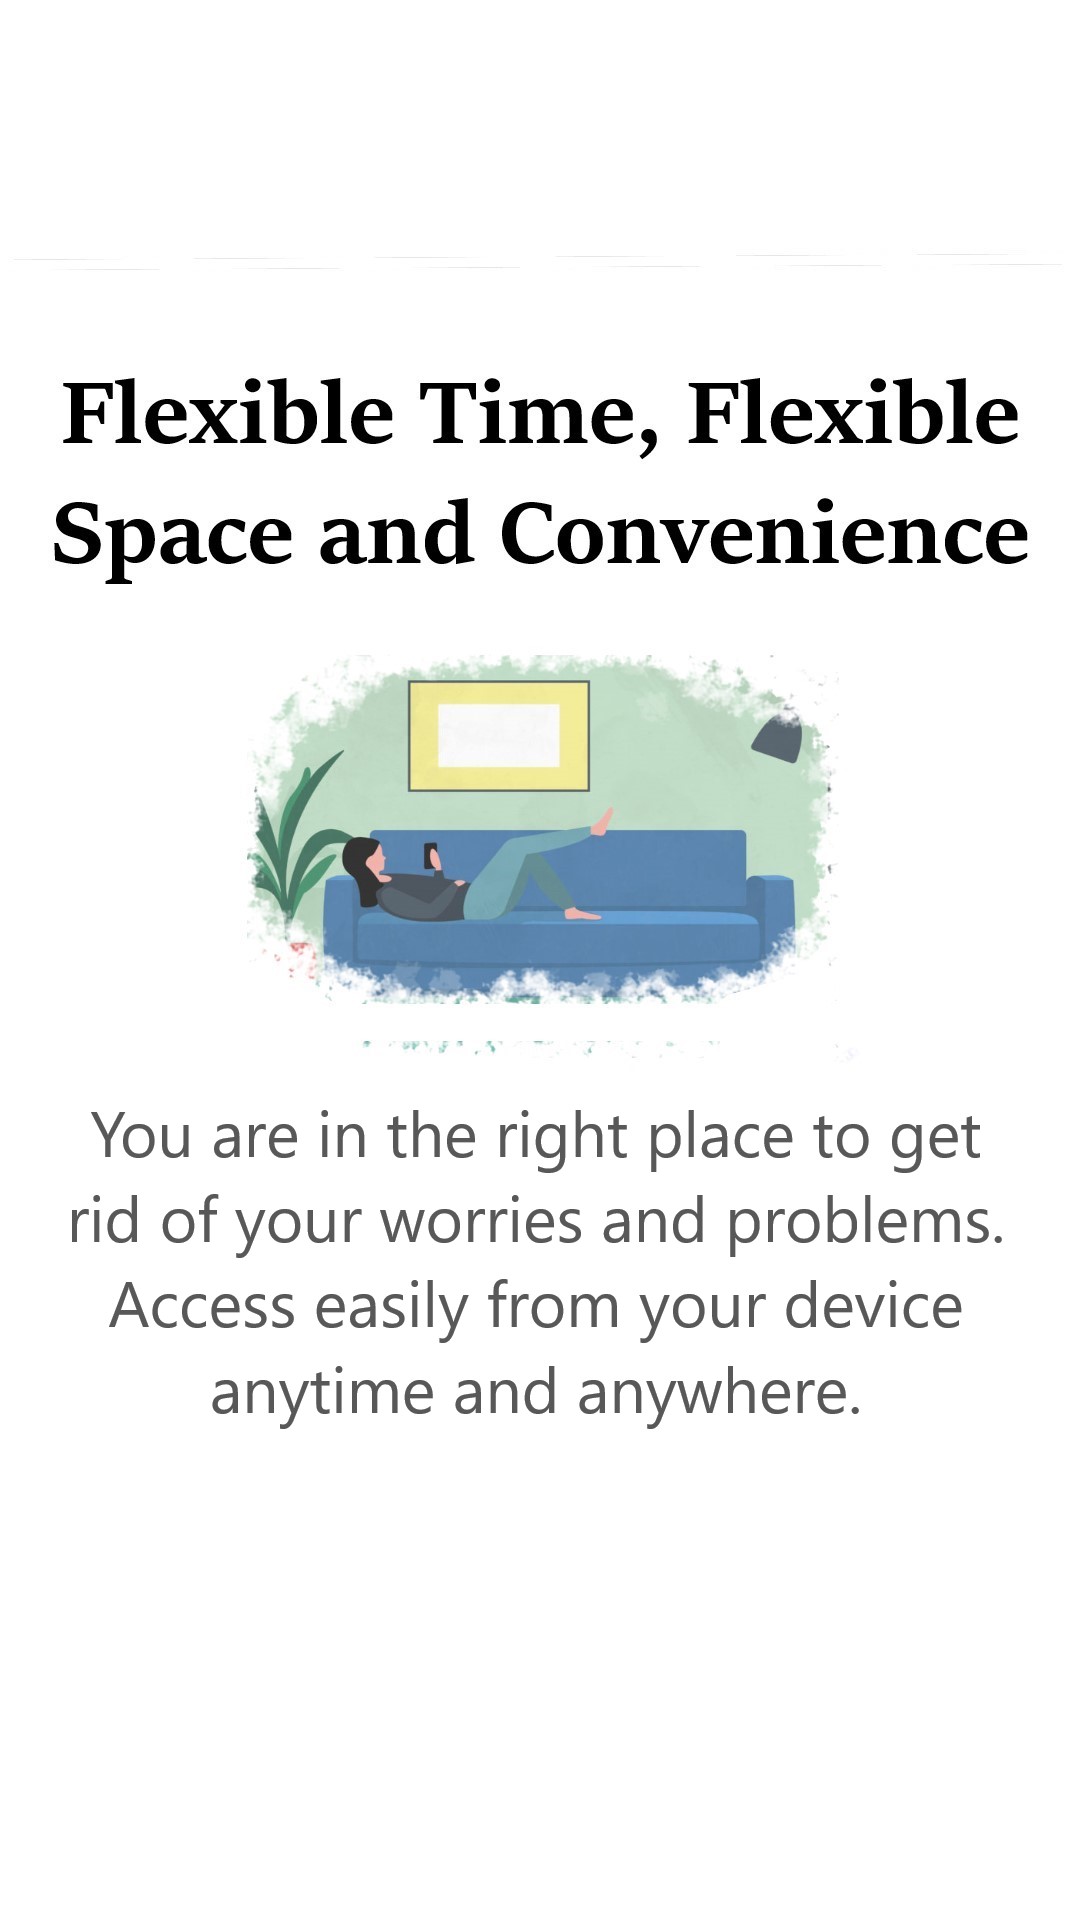 Flexible Time, Flexible
Space and Convenience
You are in the right place to get
rid of your worries and problems.
Access easily from your device
anytime and anywhere.